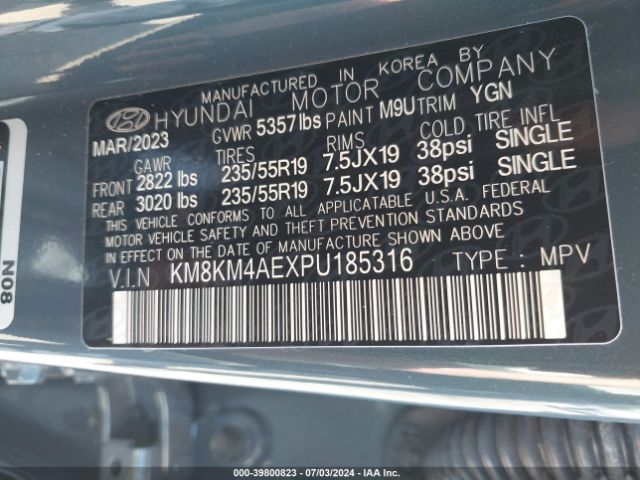 MANUFACTURED IN KOREA BY
HYUNDAI MOTOR COMPANY
MAR/2023 GVWR 5357 lbs PAINT M9U TRIM YGN
GAWR TIRES RIMS COLD TIRE INFL
FRONT 2822 lbs 235/55R19 7.5JX19 38psi SINGLE
REAR 3020 lbs 235/55R19 7.5JX19 38psi SINGLE
THIS VEHICLE CONFORMS TO ALL APPLICABLE U.S.A. FEDERAL
MOTOR VEHICLE SAFETY AND THEFT PREVENTION STANDARDS
IN EFFECT ON THE DATE OF MANUFACTURE SHOWN ABOVE
V.I.N KM8KM4AEXPU185316 TYPE : MPV
N08
000-39800823 - 07/03/2024 - IAA Inc.